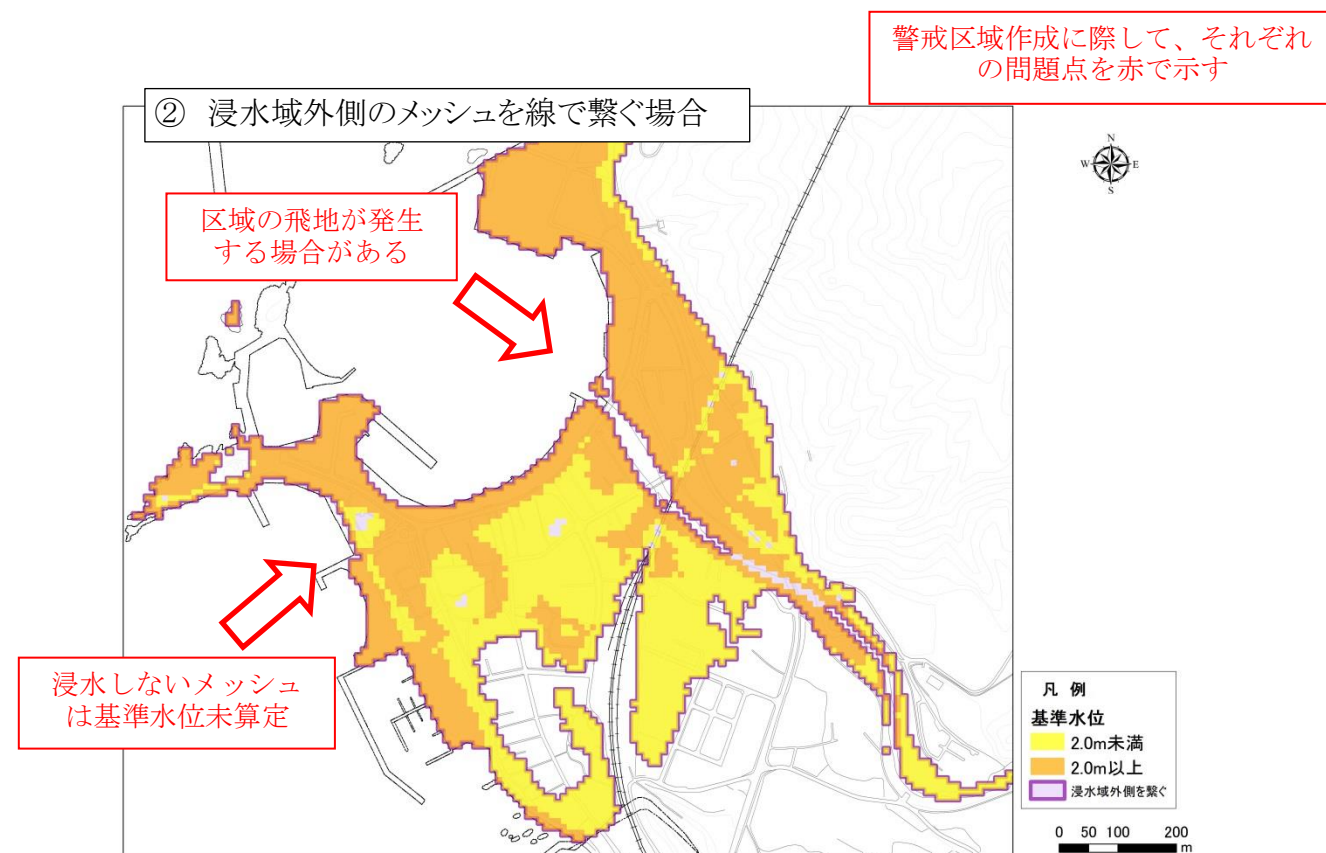 警戒区域作成に際して、それぞれ
の問題点を赤で示す
② 浸水域外側のメッシュを線で繋ぐ場合
N
W
E
S
区域の飛地が発生
する場合がある
浸水しないメッシュ
は基準水位未算定
凡 例
基準水位
2.0m未満
2.0m以上
浸水域外側を繋ぐ
0 50 100 200
m